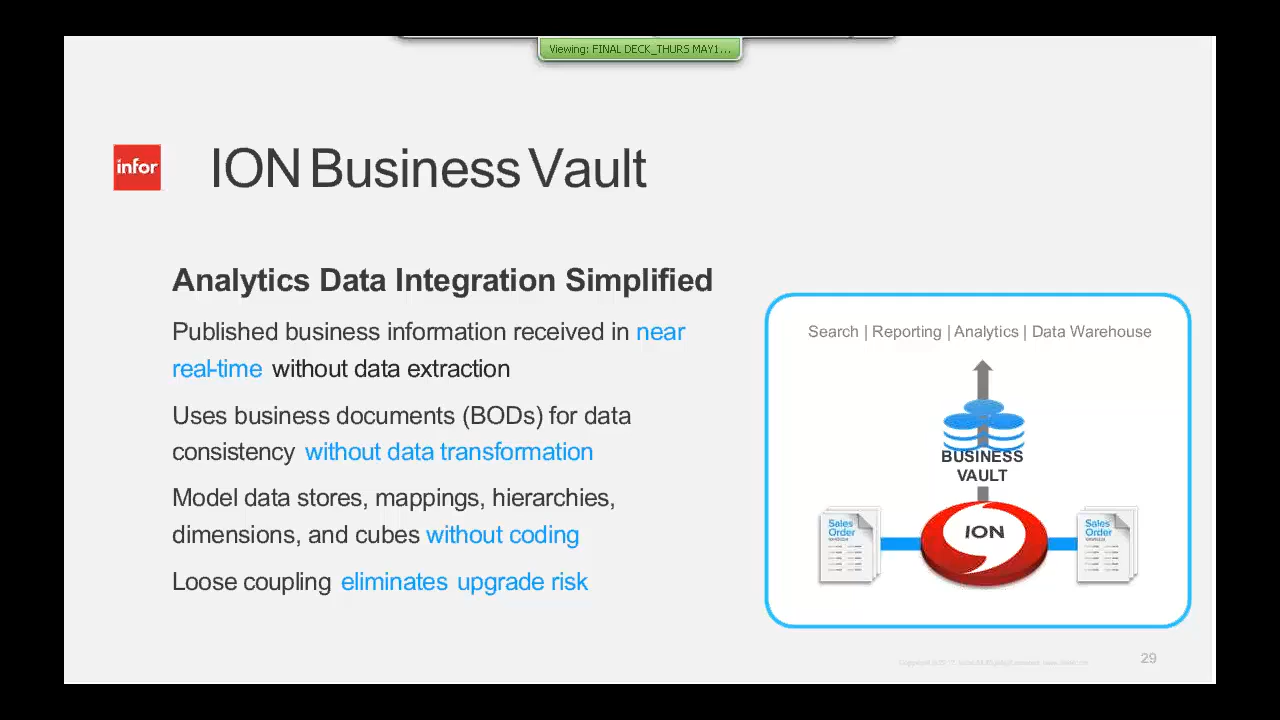 Viewing: FINAL DECK_THURS MAY1...
infor
ION Business Vault
Analytics Data Integration Simplified
Published business information received in near
real-time without data extraction
Uses business documents (BODs) for data
consistency without data transformation
Model data stores, mappings, hierarchies,
dimensions, and cubes without coding
Loose coupling eliminates upgrade risk
Search | Reporting | Analytics | Data Warehouse
BUSINESS
VAULT
ION
Sales
Order
Sales
Order
29